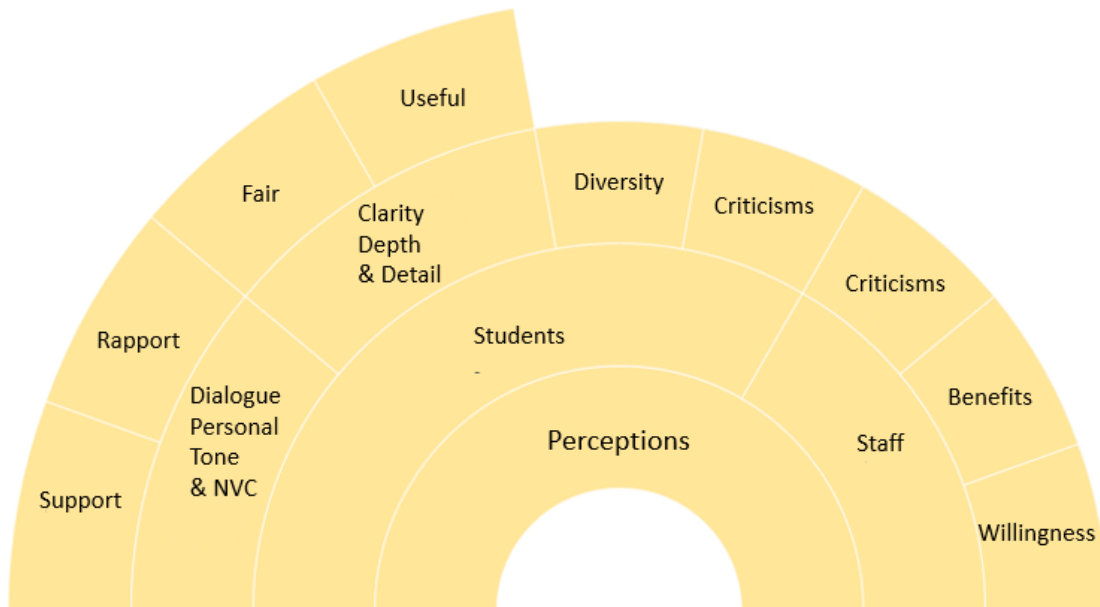 Useful
Fair
Diversity
Criticisms
Clarity
Depth
& Detail
Criticisms
Rapport
Students
-
Dialogue
Personal
Tone
& NVC
Benefits
Perceptions
Staff
Support
Willingness